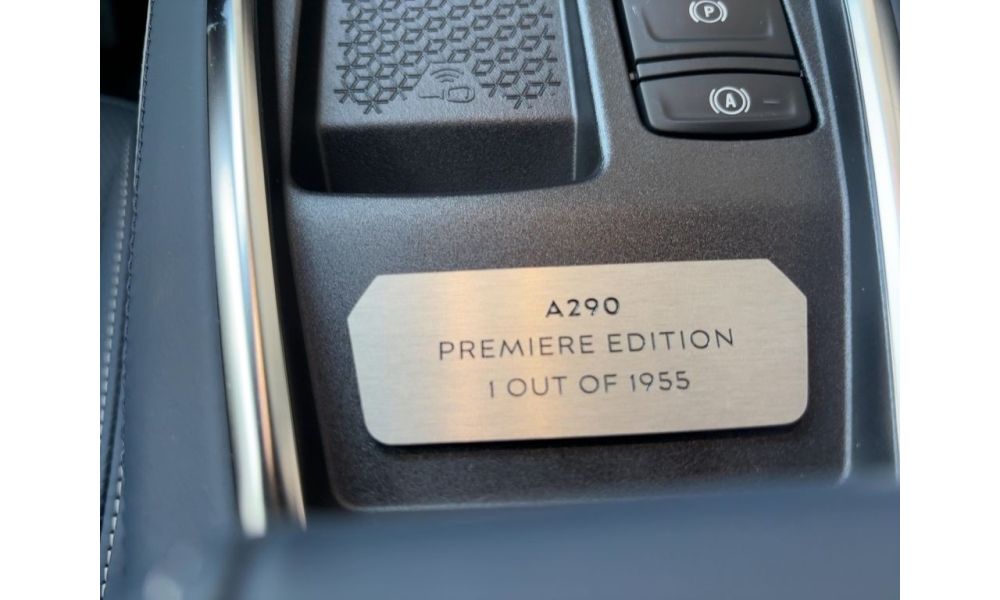 P
A
A290
PREMIERE EDITION
1 OUT OF 1955